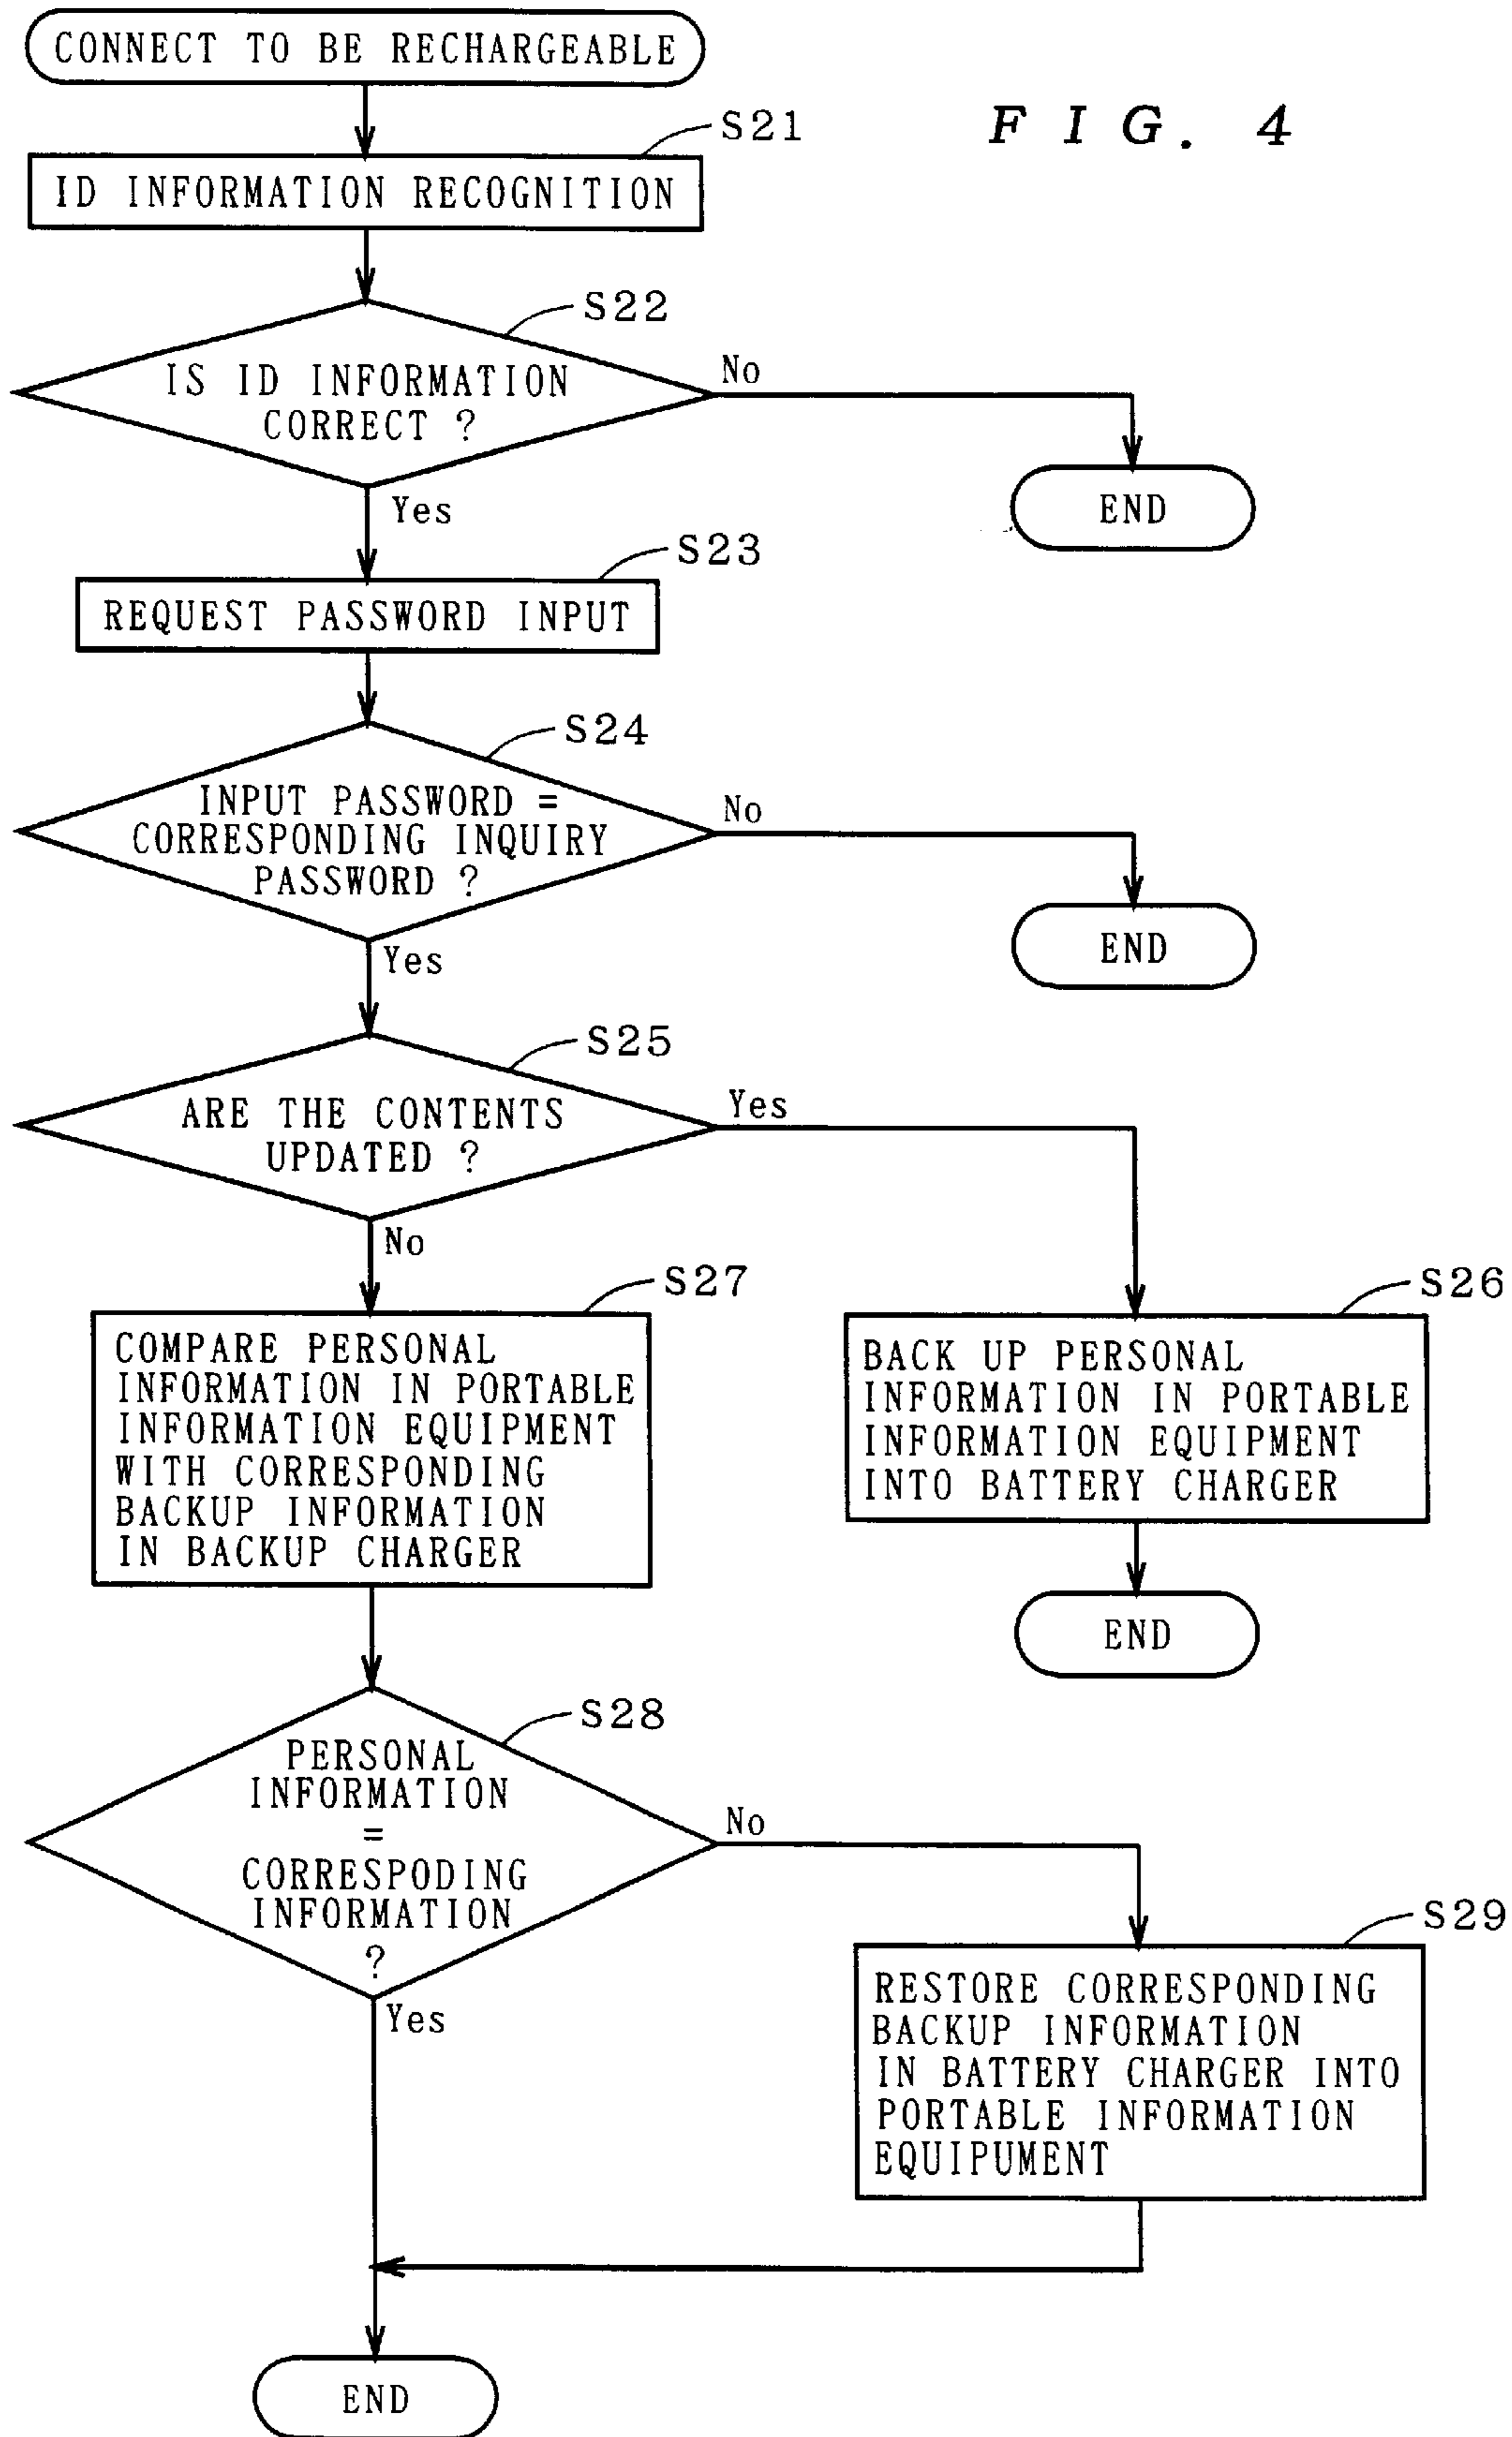 CONNECT TO BE RECHARGEABLE
FIG. 4
S21
ID INFORMATION RECOGNITION
S22
IS ID INFORMATION
CORRECT ?
No
END
Yes
S23
REQUEST PASSWORD INPUT
S24
INPUT PASSWORD =
CORRESPONDING INQUIRY
PASSWORD ?
No
END
Yes
S25
ARE THE CONTENTS
UPDATED ?
Yes
No
S27
COMPARE PERSONAL
INFORMATION IN PORTABLE
INFORMATION EQUIPMENT
WITH CORRESPONDING
BACKUP INFORMATION
IN BACKUP CHARGER
S26
BACK UP PERSONAL
INFORMATION IN PORTABLE
INFORMATION EQUIPMENT
INTO BATTERY CHARGER
END
S28
PERSONAL
INFORMATION
=
CORRESPODING
INFORMATION
?
No
Yes
S29
RESTORE CORRESPONDING
BACKUP INFORMATION
IN BATTERY CHARGER INTO
PORTABLE INFORMATION
EQUIPUMENT
END